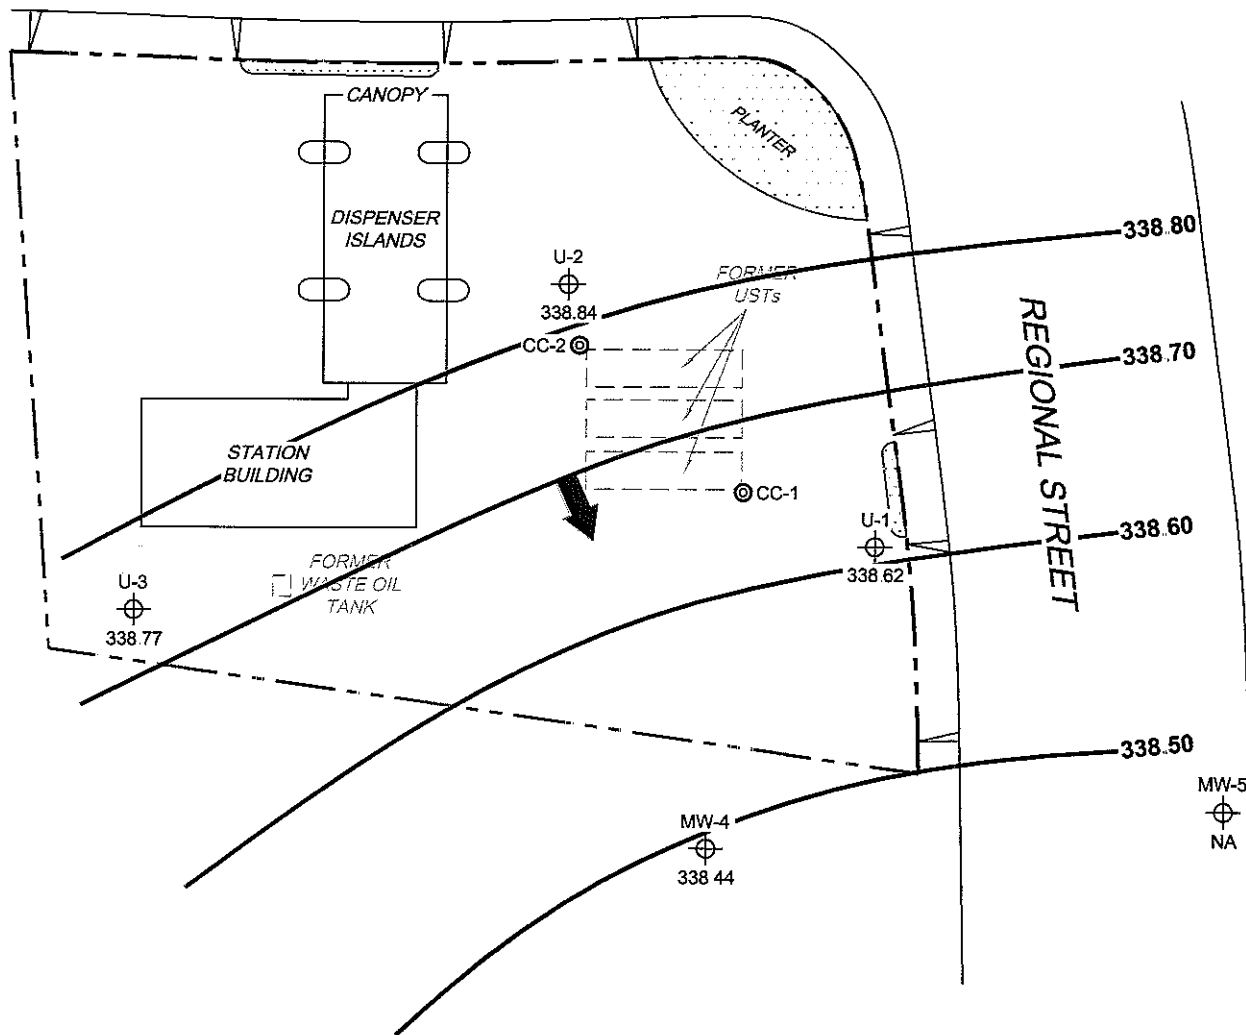 CANOPY
PLANTER
DISPENSER
ISLANDS
338.80
U-2
338.84
FORMER
USTs
CC-2
REGIONAL STREET
338.70
STATION
BUILDING
CC-1
U-1
338.62
338.60
FORMER
WASTE OIL
TANK
U-3
338.77
338.50
MW-4
338 44
MW-5
NA